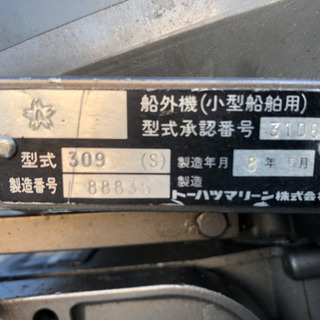 船外機(小型船舶用)
型式承認番号 3106
型式 309 (S) 製造年月 8年 月
製造番号 製造
トーハツマリーン株式会